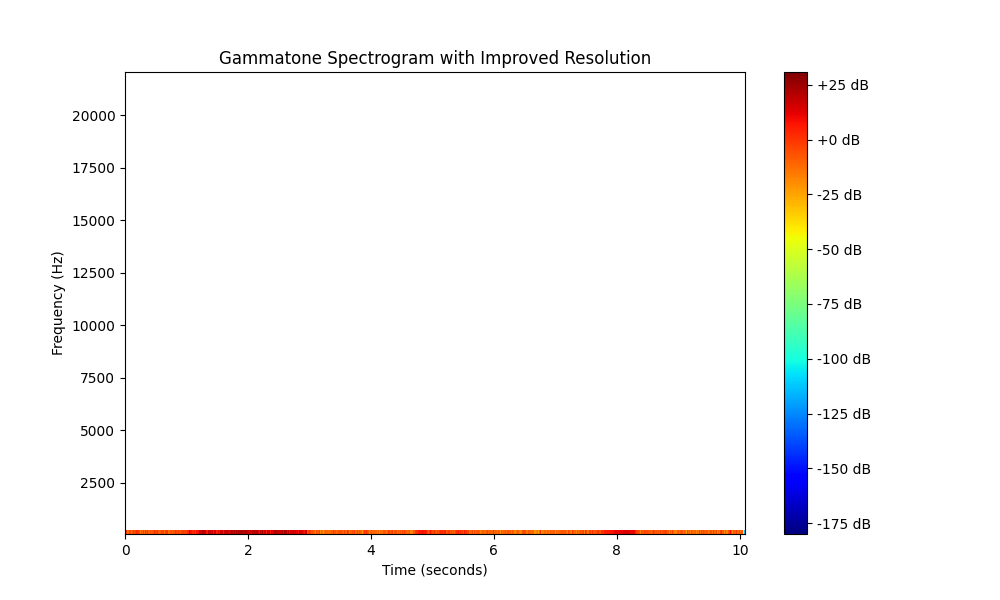 Gammatone Spectrogram with Improved Resolution
Frequency (Hz)
20000
17500
15000
12500
10000
7500
5000
2500
0 2 4 6 8 10
Time (seconds)
+25 dB
+0 dB
-25 dB
-50 dB
-75 dB
-100 dB
-125 dB
-150 dB
-175 dB